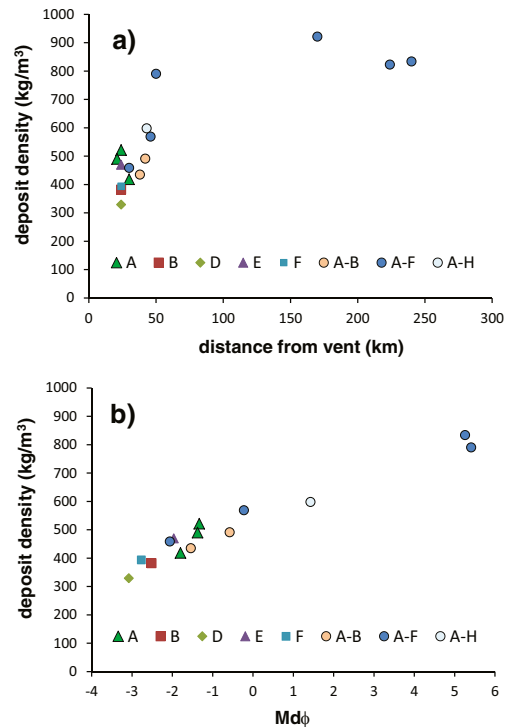 1000
a)
900
800
700
600
500
400
300
200
100
0
deposit density (kg/m³)
A B D E F A-B A-F A-H
0 50 100 150 200 250 300
distance from vent (km)
1000
b)
900
800
700
600
500
400
300
200
100
0
deposit density (kg/m³)
A B D E F A-B A-F A-H
-4 -3 -2 -1 0 1 2 3 4 5 6
Mdϕ